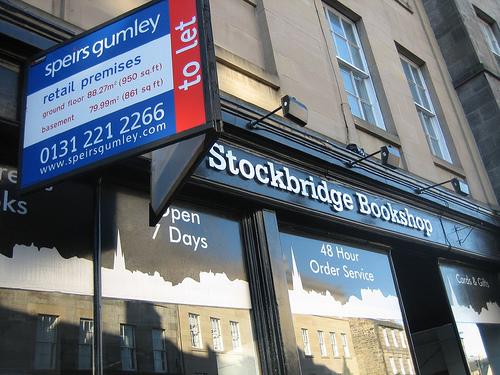 speirs gumley
to let
retail premises
ground floor 88.27m² (950 sq ft)
basement 79.99m² (861 sq ft)
0131 221 2266
www.speirsgumley.com
Stockbridge Bookshop
Open
7 Days
48 Hour
Order Service
Cards & Gifts